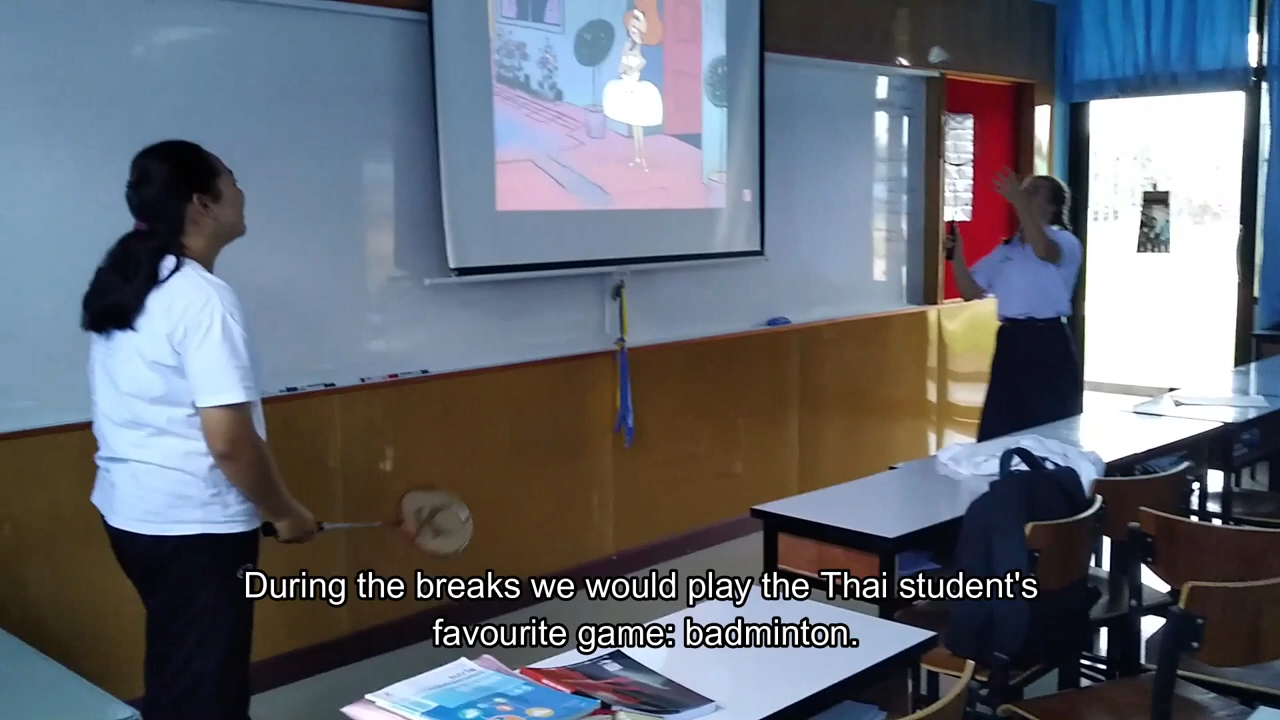 During the breaks we would play the Thai student's
favourite game: badminton.